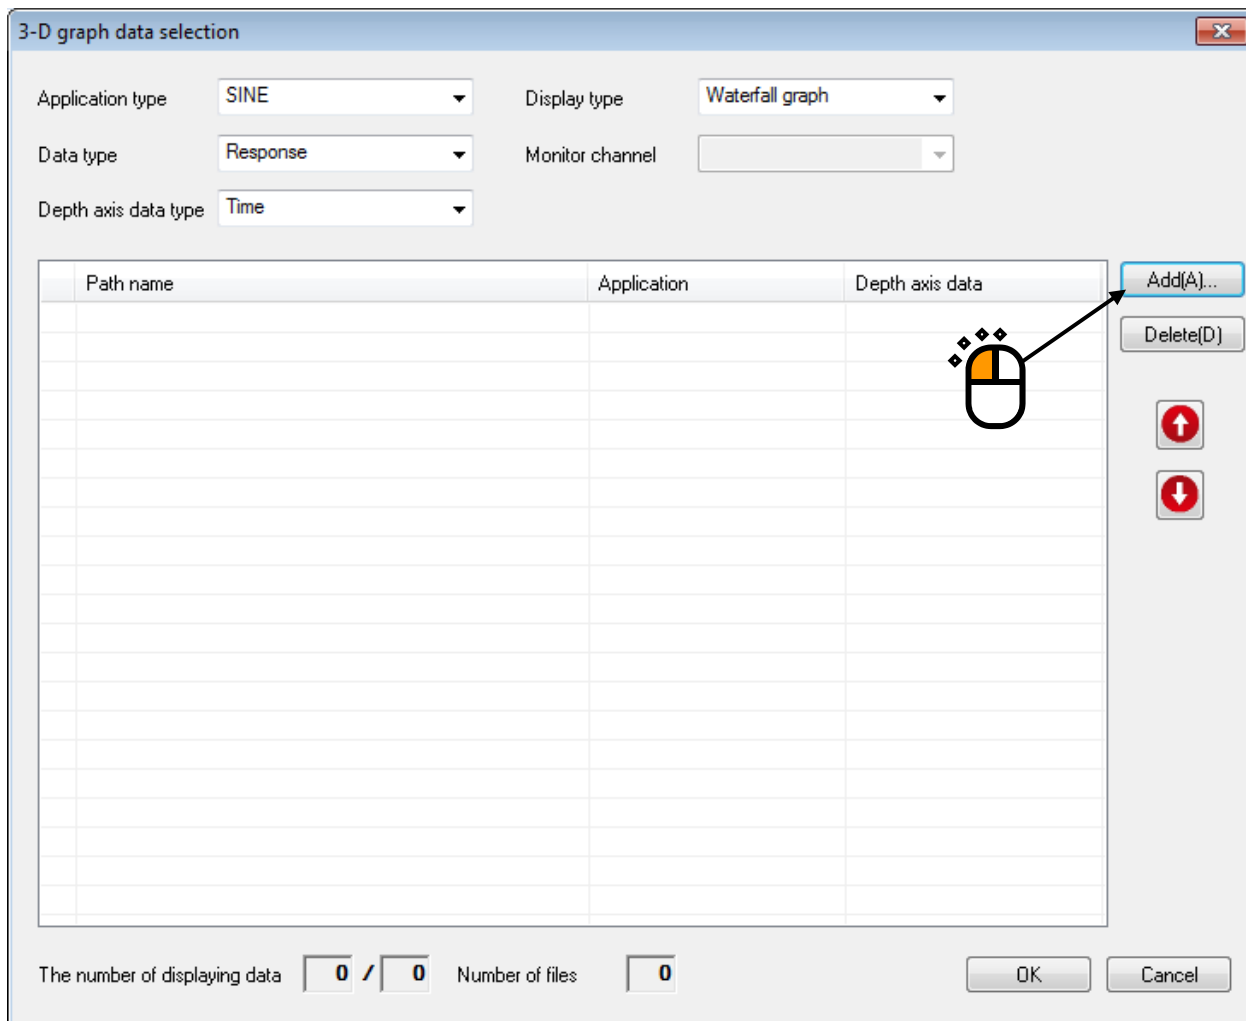 3-D graph data selection
Application type SINE Display type Waterfall graph
Data type Response Monitor channel
Depth axis data type Time
Path name Application Depth axis data Add(A)...
Delete(D)
The number of displaying data 0 / 0 Number of files 0 OK Cancel